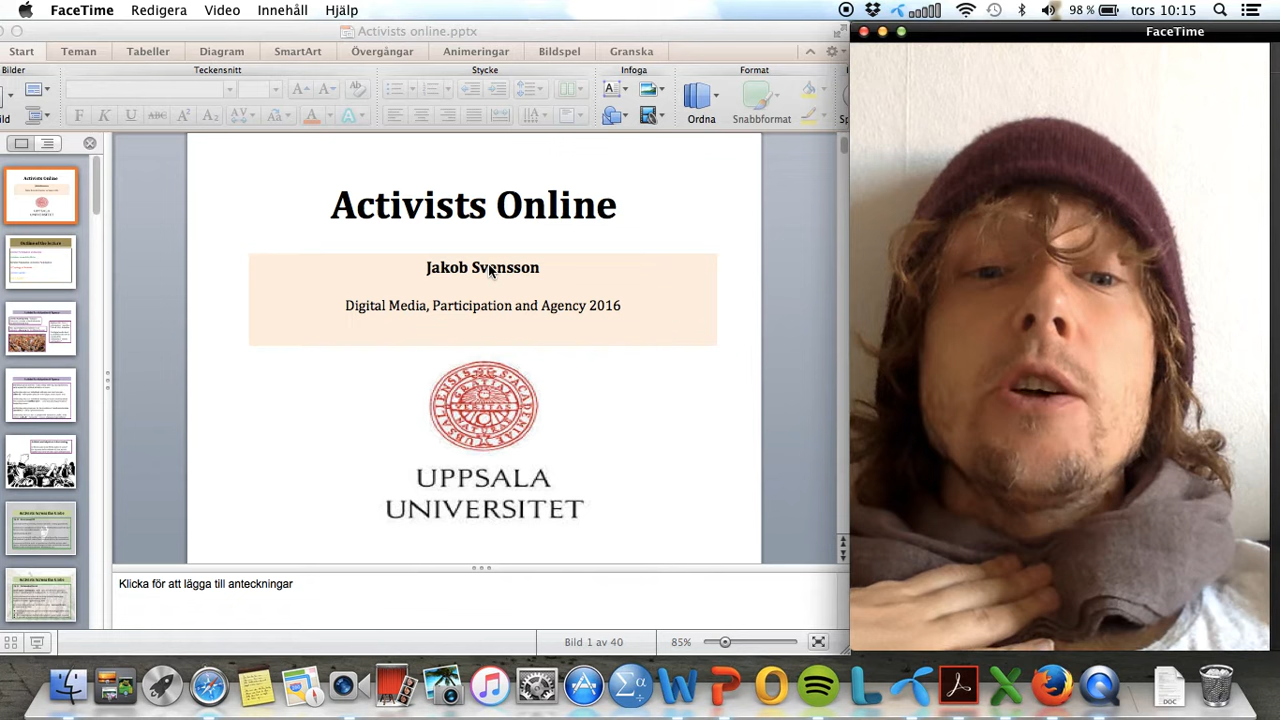 FaceTime Redigera Video Innehåll Hjälp
98 % tors 10:15
Activists online.pptx
FaceTime
Start Teman Tabeller Diagram SmartArt Övergångar Animeringar Bildspel Granska
Bilder Teckensnitt Stycke Infoga Format
Ordna Snabbformat
Activists Online
Jakob Svensson
Digital Media, Participation and Agency 2016
UPPSALA
UNIVERSITET
Klicka för att lägga till anteckningar
Bild 1 av 40 85%